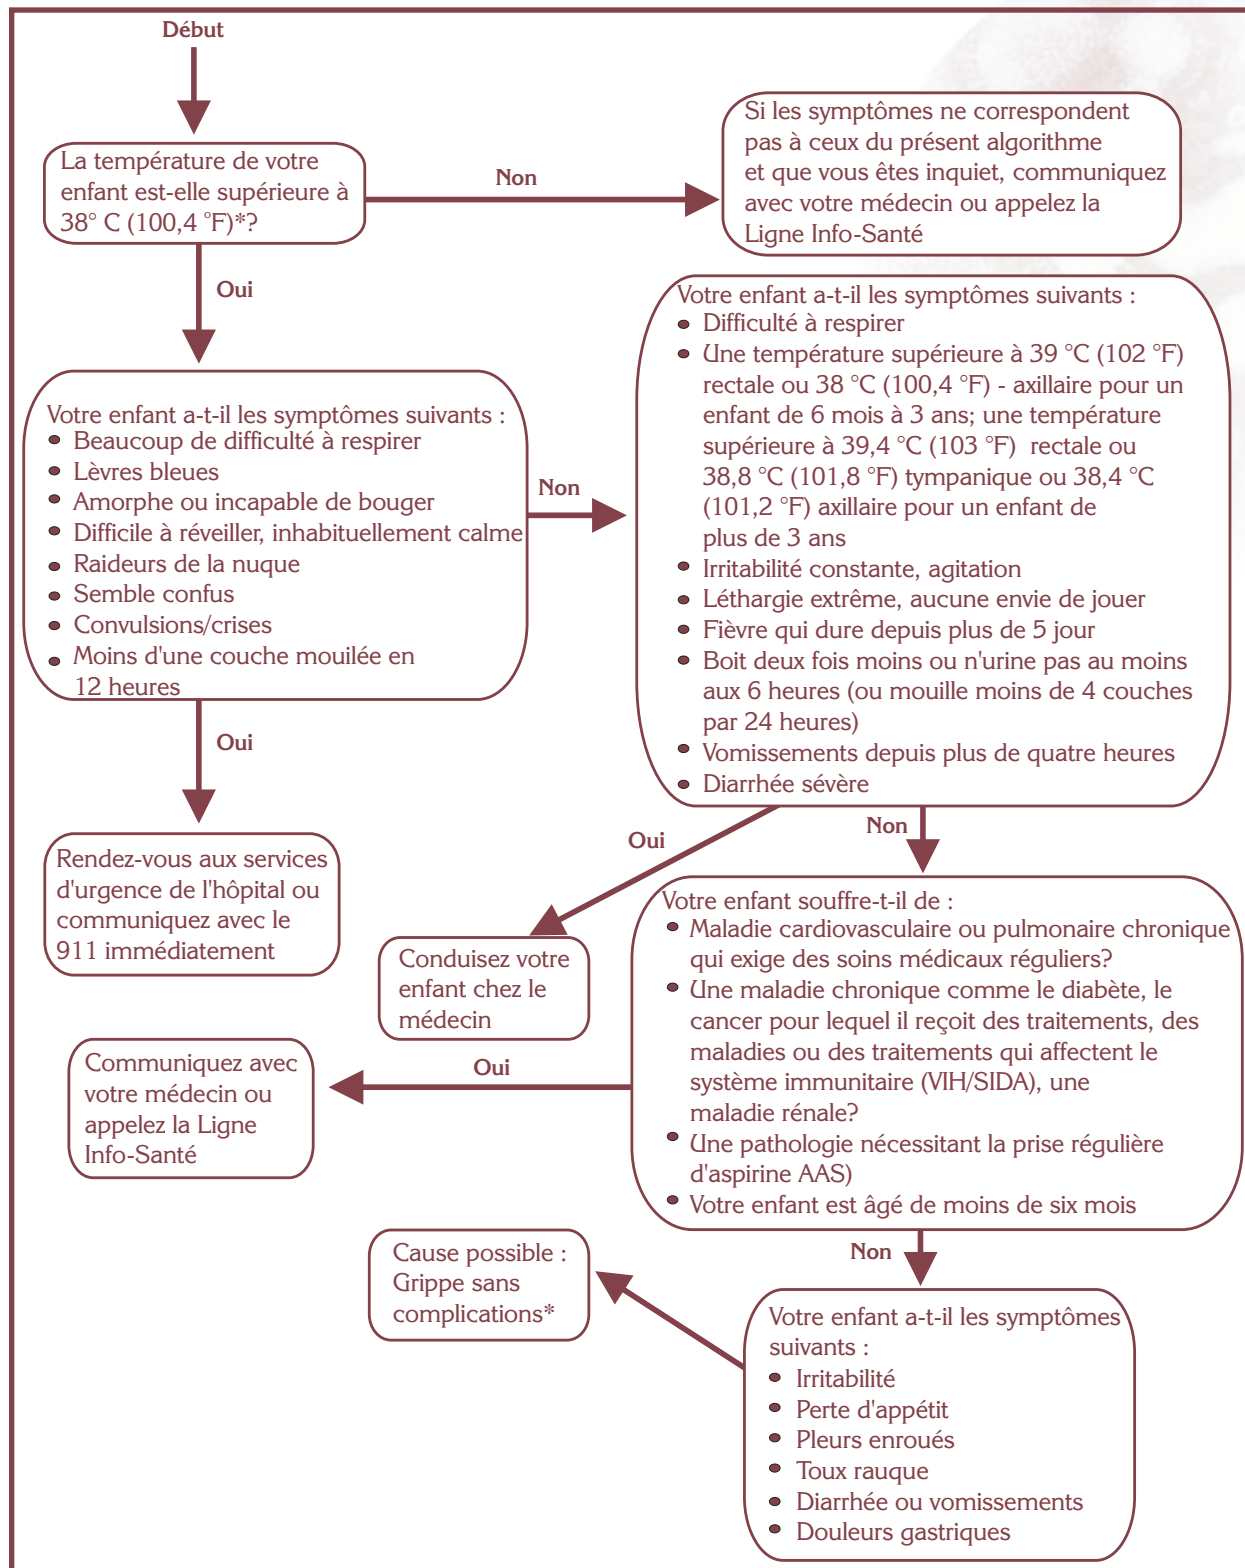 Début
La température de votre
enfant est-elle supérieure à
38° C (100,4 °F)*?
Non
Si les symptômes ne correspondent
pas à ceux du présent algorithme
et que vous êtes inquiet, communiquez
avec votre médecin ou appelez la
Ligne Info-Santé
Oui
Votre enfant a-t-il les symptômes suivants :
• Beaucoup de difficulté à respirer
• Lèvres bleues
• Amorphe ou incapable de bouger
• Difficile à réveiller, inhabituellement calme
• Raideurs de la nuque
• Semble confus
• Convulsions/crises
• Moins d'une couche mouilée en
12 heures
Non
Votre enfant a-t-il les symptômes suivants :
• Difficulté à respirer
• Une température supérieure à 39 °C (102 °F)
rectale ou 38 °C (100,4 °F) - axillaire pour un
enfant de 6 mois à 3 ans; une température
supérieure à 39,4 °C (103 °F) rectale ou
38,8 °C (101,8 °F) tympanique ou 38,4 °C
(101,2 °F) axillaire pour un enfant de
plus de 3 ans
• Irritabilité constante, agitation
• Léthargie extrême, aucune envie de jouer
• Fièvre qui dure depuis plus de 5 jour
• Boit deux fois moins ou n'urine pas au moins
aux 6 heures (ou mouille moins de 4 couches
par 24 heures)
• Vomissements depuis plus de quatre heures
• Diarrhée sévère
Oui
Rendez-vous aux services
d'urgence de l'hôpital ou
communiquez avec le
911 immédiatement
Oui
Conduisez votre
enfant chez le
médecin
Non
Votre enfant souffre-t-il de :
• Maladie cardiovasculaire ou pulmonaire chronique
qui exige des soins médicaux réguliers?
• Une maladie chronique comme le diabète, le
cancer pour lequel il reçoit des traitements, des
maladies ou des traitements qui affectent le
système immunitaire (VIH/SIDA), une
maladie rénale?
• Une pathologie nécessitant la prise régulière
d'aspirine AAS)
• Votre enfant est âgé de moins de six mois
Oui
Communiquez avec
votre médecin ou
appelez la Ligne
Info-Santé
Non
Votre enfant a-t-il les symptômes
suivants :
• Irritabilité
• Perte d'appétit
• Pleurs enroués
• Toux rauque
• Diarrhée ou vomissements
• Douleurs gastriques
Cause possible :
Grippe sans
complications*